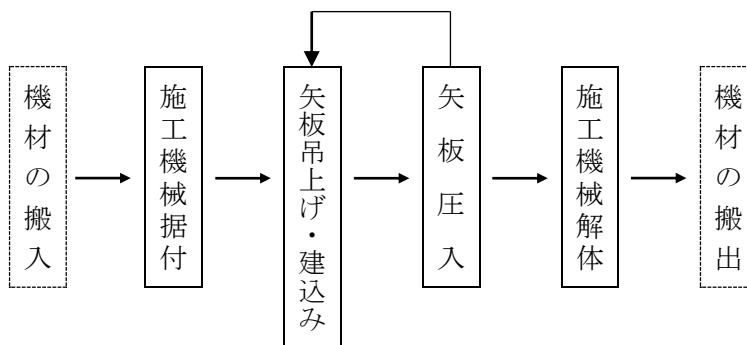 機材の搬入
施工機械据付
矢板吊上げ・建込み
矢板圧入
施工機械解体
機材の搬出